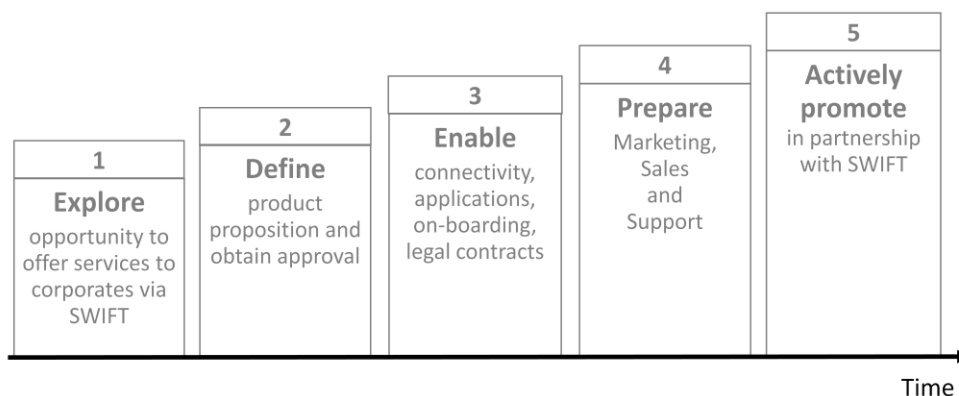 1
Explore
opportunity to
offer services to
corporates via
SWIFT
2
Define
product
proposition and
obtain approval
3
Enable
connectivity,
applications,
on-boarding,
legal contracts
4
Prepare
Marketing,
Sales
and
Support
5
Actively
promote
in partnership
with SWIFT
Time